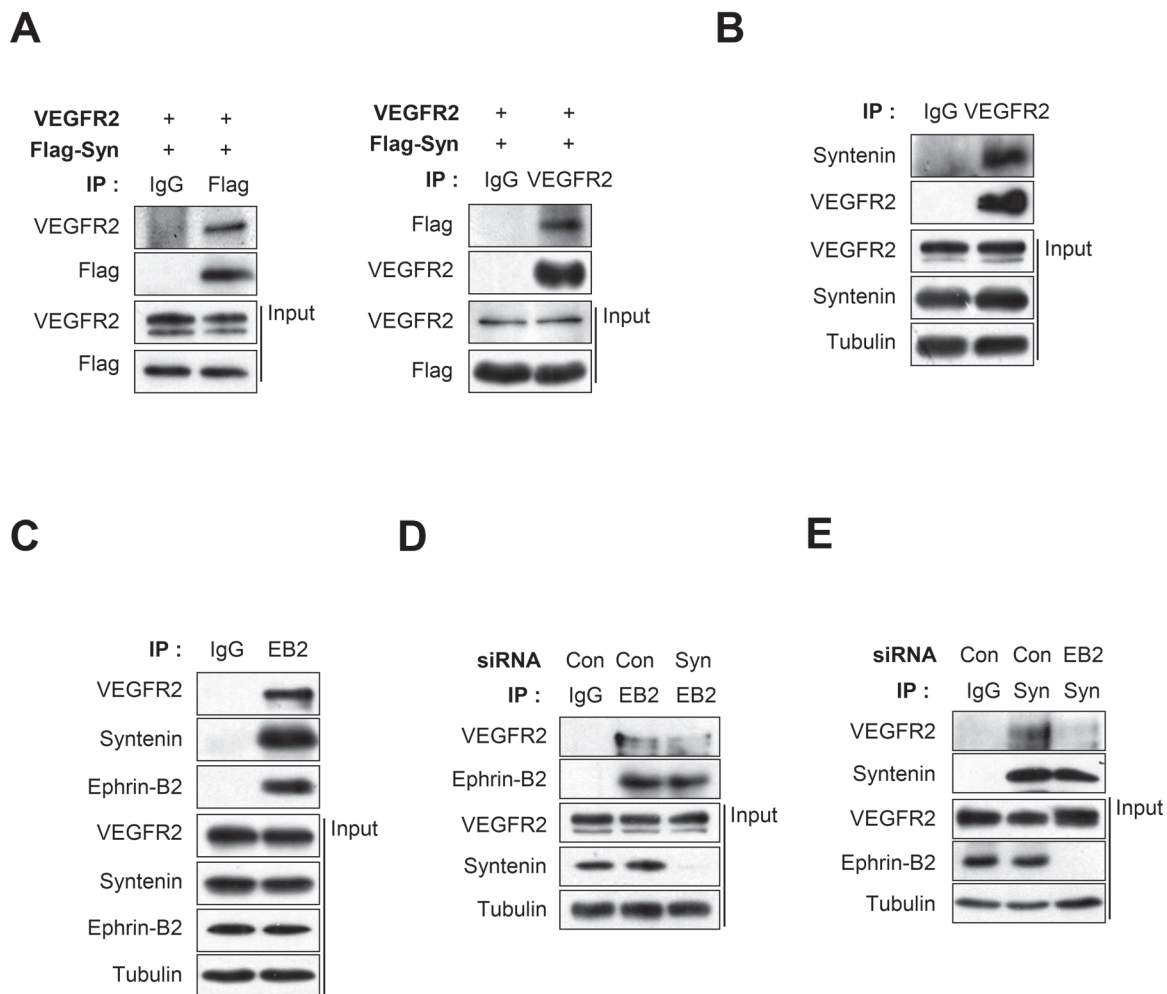 A
VEGFR2 + +
Flag-Syn + +
IP : IgG Flag
VEGFR2
Flag
VEGFR2 Input
Flag
VEGFR2 + +
Flag-Syn + +
IP : IgG VEGFR2
Flag
VEGFR2
VEGFR2 Input
Flag
B
IP : IgG VEGFR2
Syntenin
VEGFR2
VEGFR2 Input
Syntenin
Tubulin
C
IP : IgG EB2
VEGFR2
Syntenin
Ephrin-B2
VEGFR2 Input
Syntenin
Ephrin-B2
Tubulin
D
siRNA Con Con Syn
IP : IgG EB2 EB2
VEGFR2
Ephrin-B2
VEGFR2 Input
Syntenin
Tubulin
E
siRNA Con Con EB2
IP : IgG Syn Syn
VEGFR2
Syntenin
VEGFR2 Input
Ephrin-B2
Tubulin